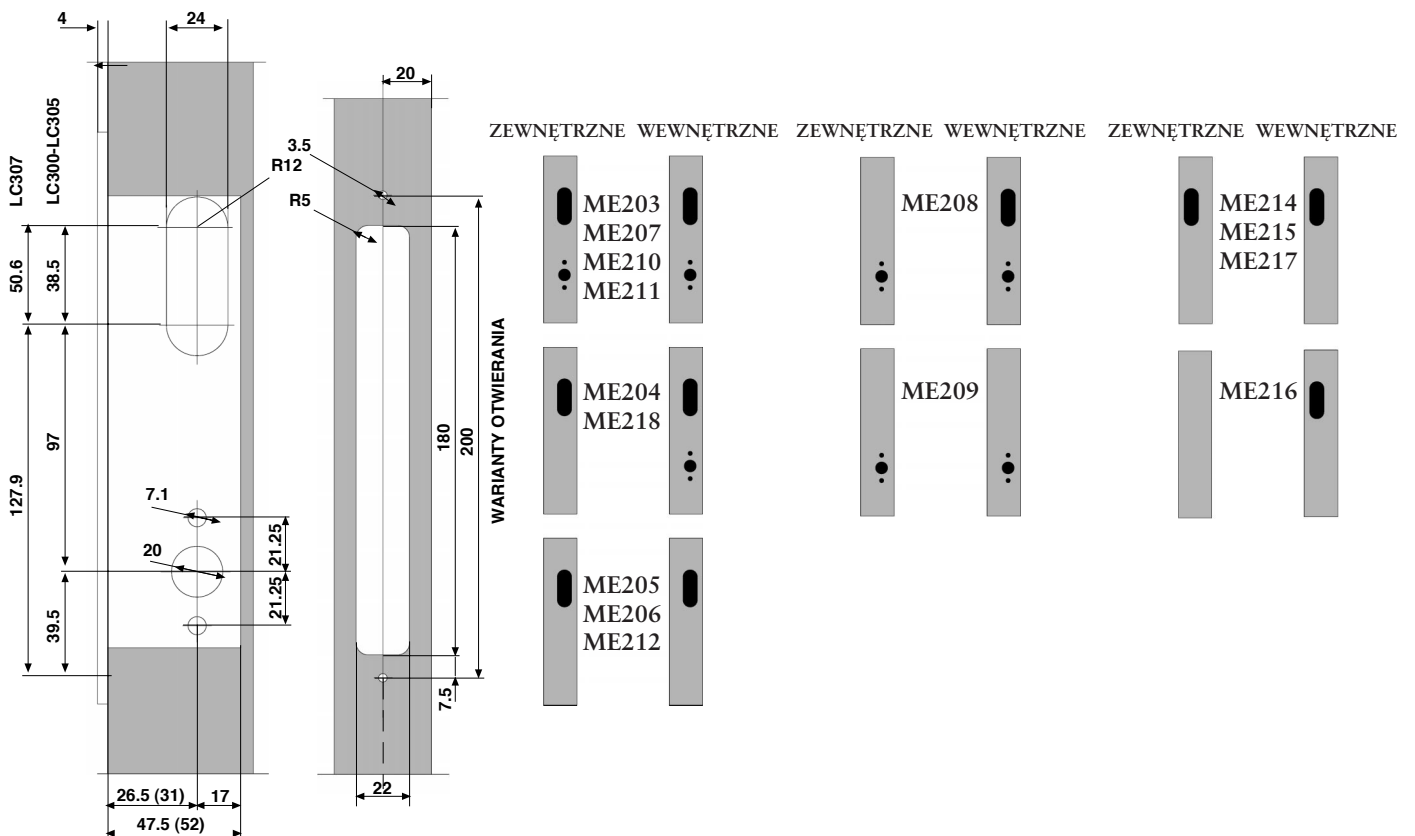 4
24
20
3.5
R12
R5
LC307
LC300-LC305
50.6
38.5
127.9
97
39.5
7.1
20
21.25
21.25
26.5 (31)
17
47.5 (52)
180
200
7.5
22
WARIANTY OTWIERANIA
ZEWNĘTRZNE WEWNĘTRZNE
ME203
ME207
ME210
ME211
ME204
ME218
ME205
ME206
ME212
ZEWNĘTRZNE WEWNĘTRZNE
ME208
ME209
ZEWNĘTRZNE WEWNĘTRZNE
ME214
ME215
ME217
ME216